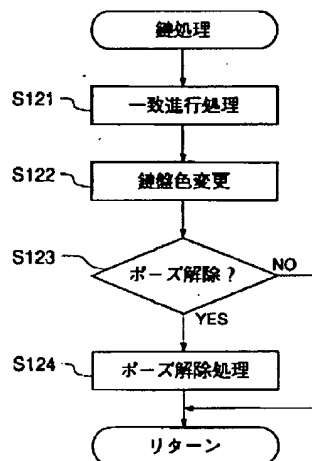 鍵処理
S121
一致進行処理
S122
鍵盤色変更
S123
ポーズ解除？
NO
YES
S124
ポーズ解除処理
リターン